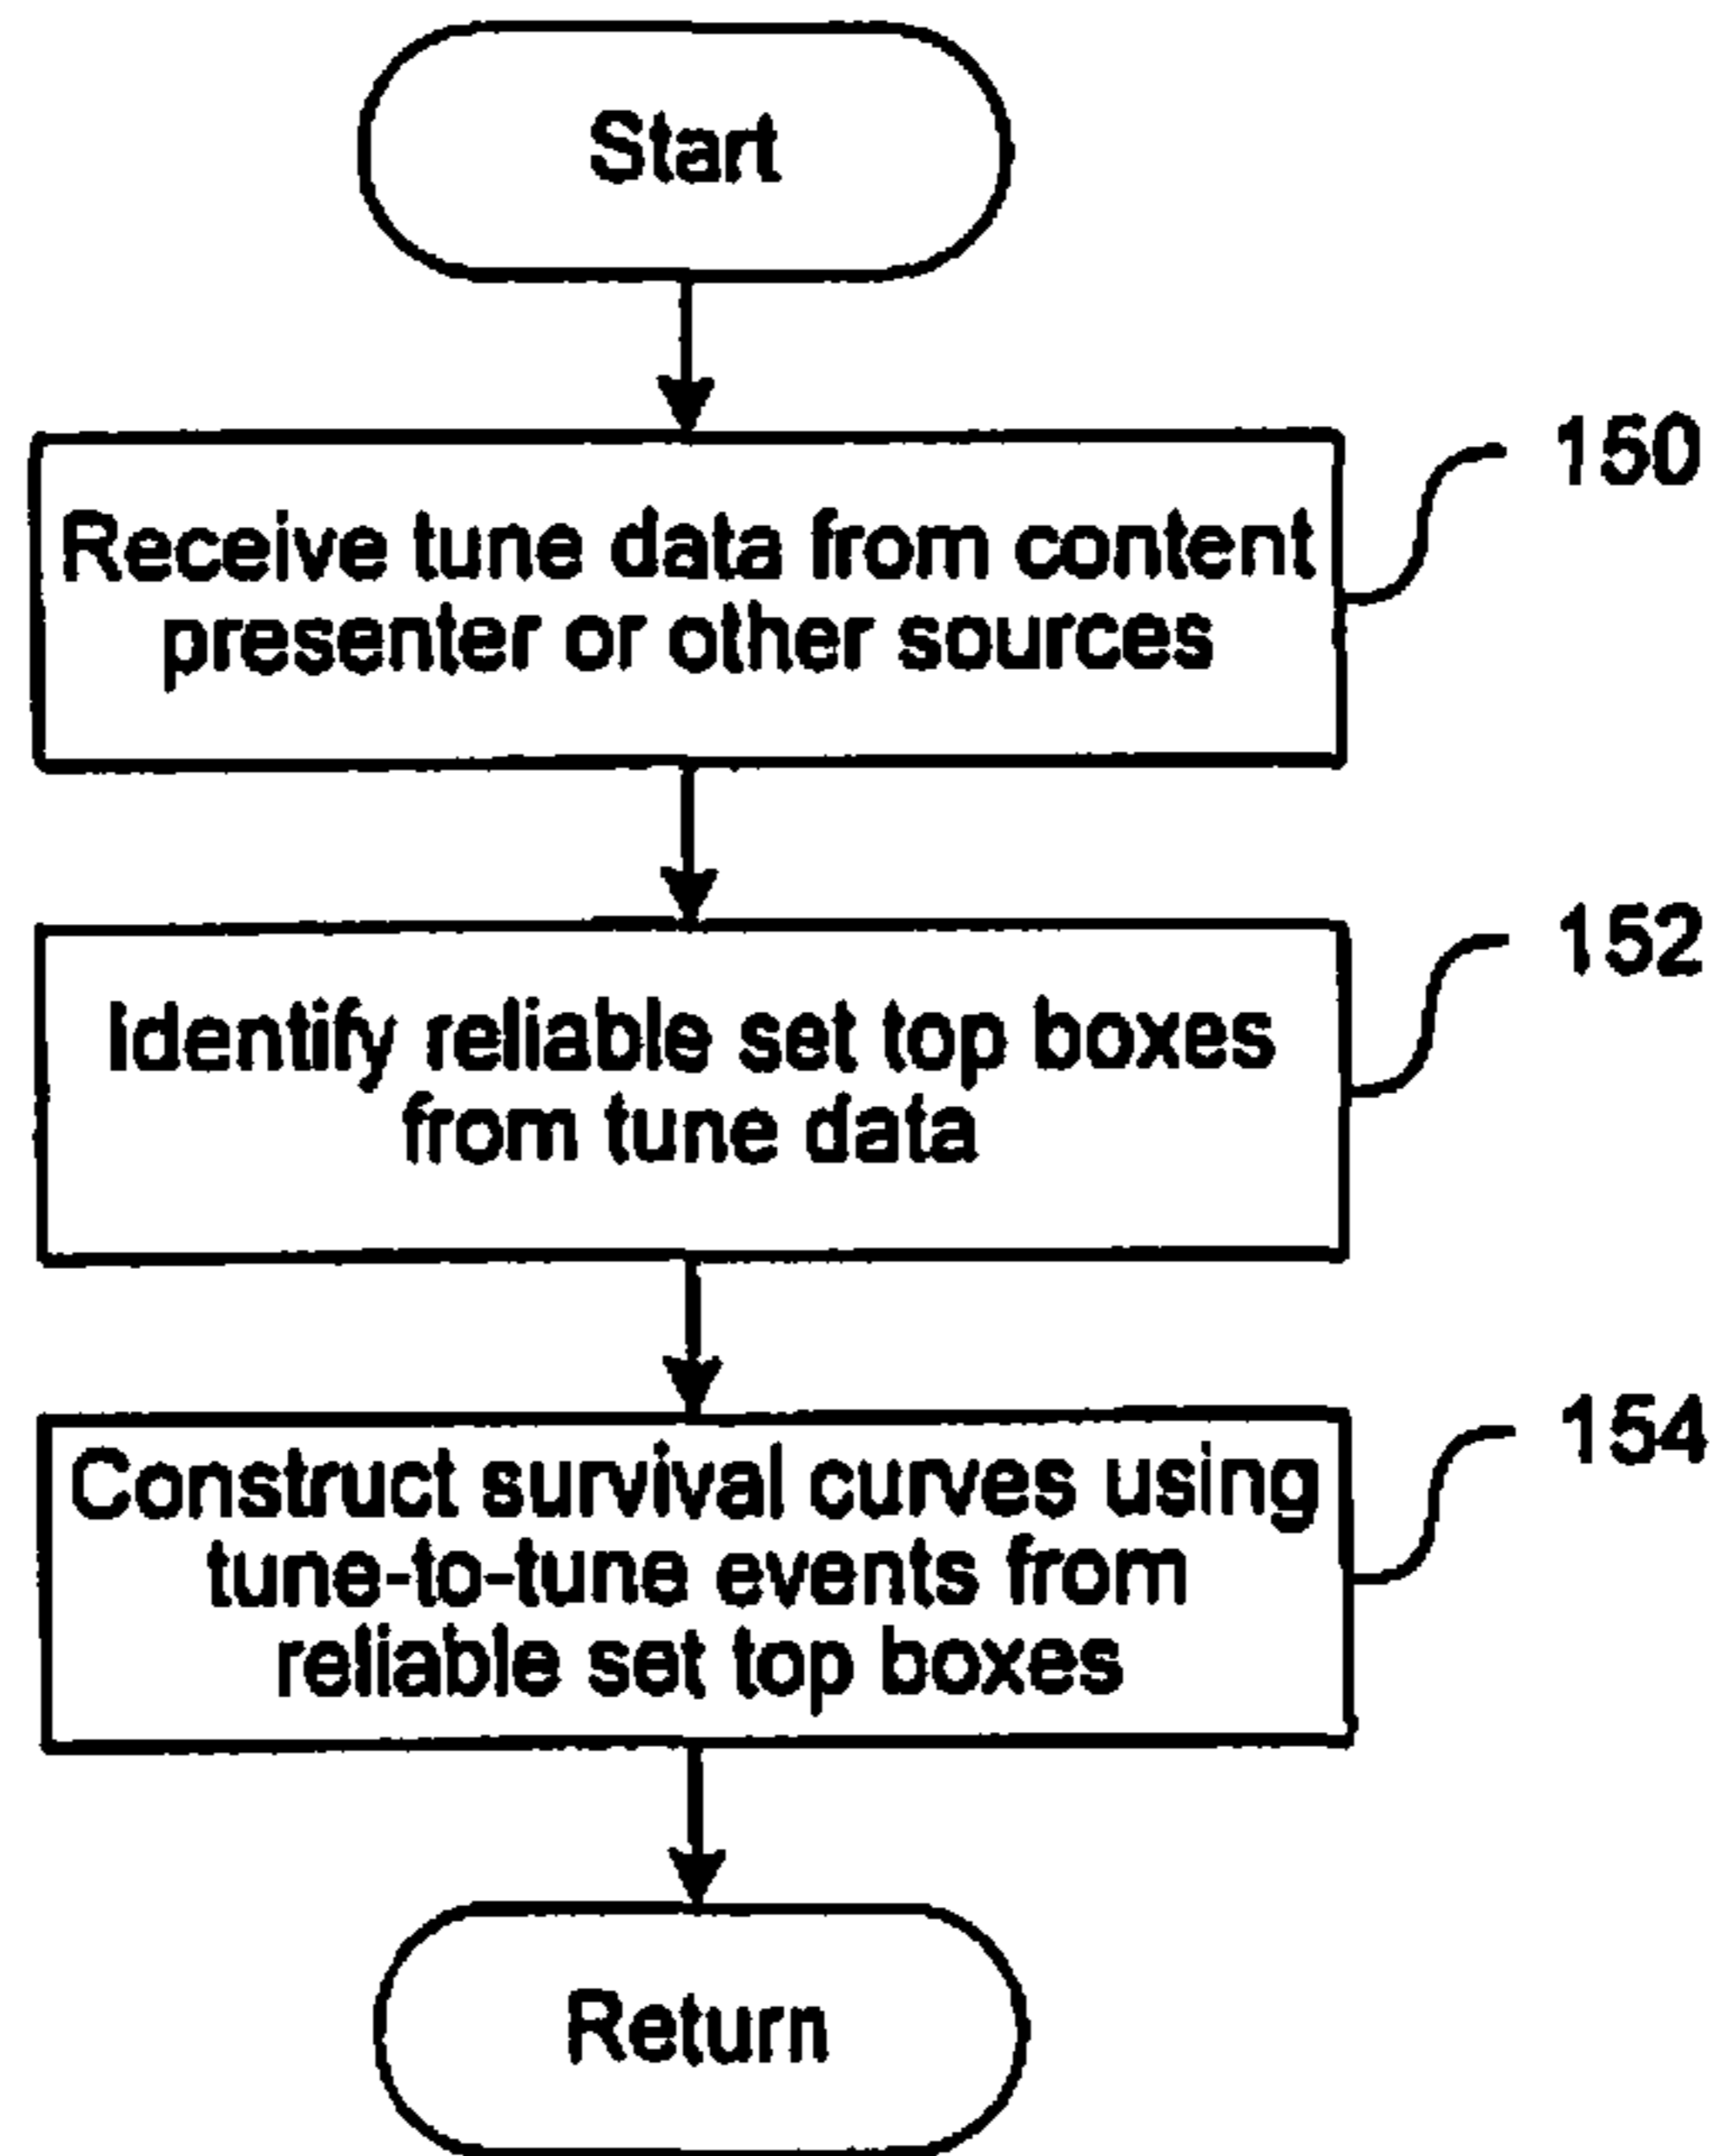 Start
150
Receive tune data from content
presenter or other sources
152
Identify reliable set top boxes
from tune data
154
Construct survival curves using
tune-to-tune events from
reliable set top boxes
Return